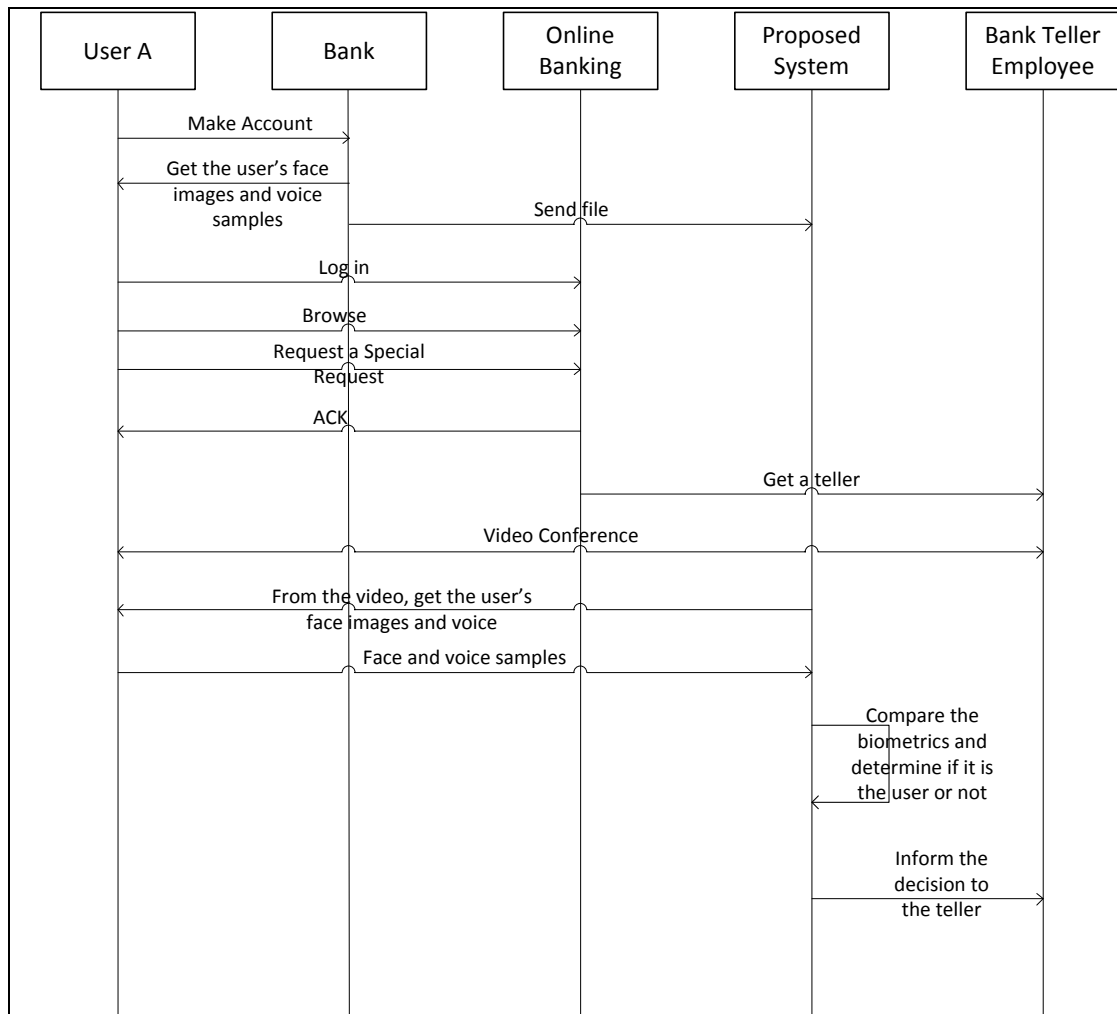 User A
Bank
Online
Banking
Proposed
System
Bank Teller
Employee
Make Account
Get the user's face
images and voice
samples
Send file
Log in
Browse
Request a Special
Request
ACK
Get a teller
Video Conference
From the video, get the user's
face images and voice
Face and voice samples
Compare the
biometrics and
determine if it is
the user or not
Inform the
decision to
the teller